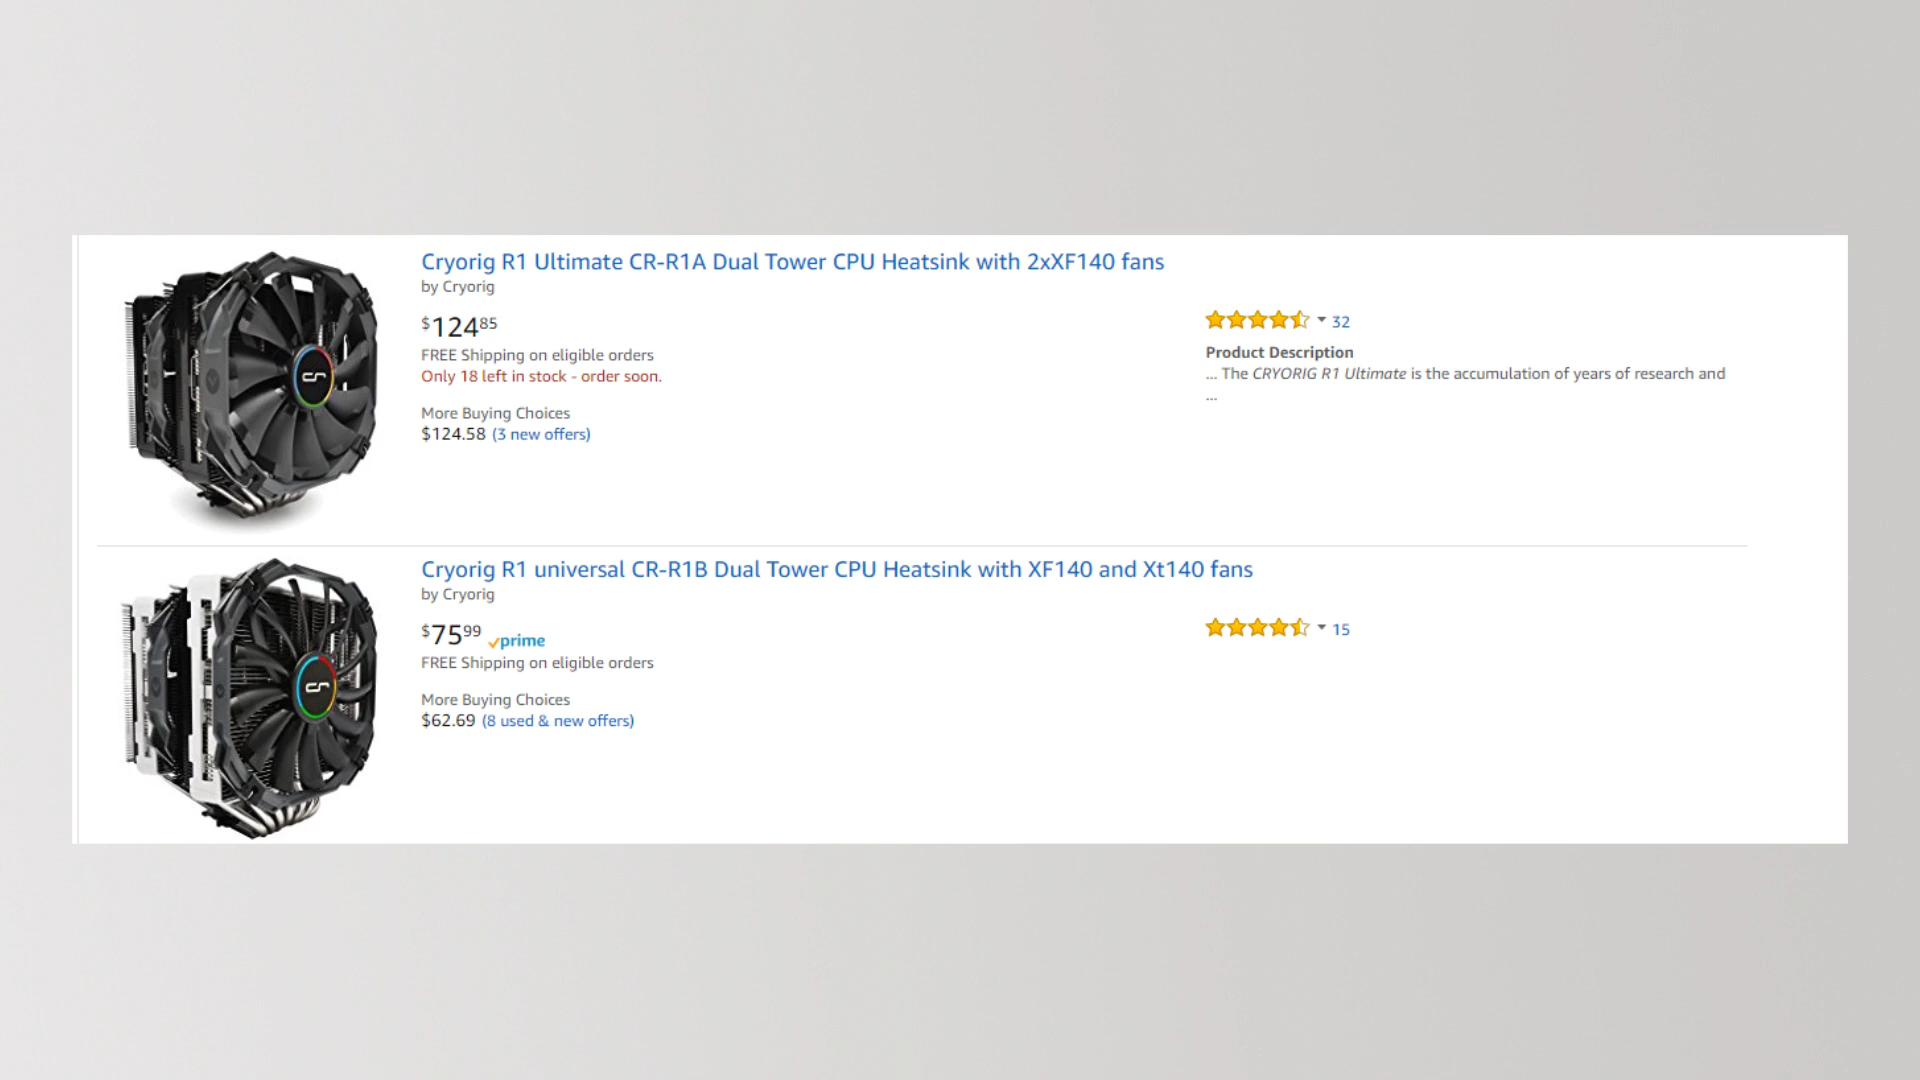 Cryorig R1 Ultimate CR-R1A Dual Tower CPU Heatsink with 2xXF140 fans
by Cryorig
$124 85
FREE Shipping on eligible orders
Only 18 left in stock - order soon.
More Buying Choices
$124.58 (3 new offers)
32
Product Description
... The CRYORIG R1 Ultimate is the accumulation of years of research and
...
Cryorig R1 universal CR-R1B Dual Tower CPU Heatsink with XF140 and Xt140 fans
by Cryorig
$75 99 prime
FREE Shipping on eligible orders
More Buying Choices
$62.69 (8 used & new offers)
15